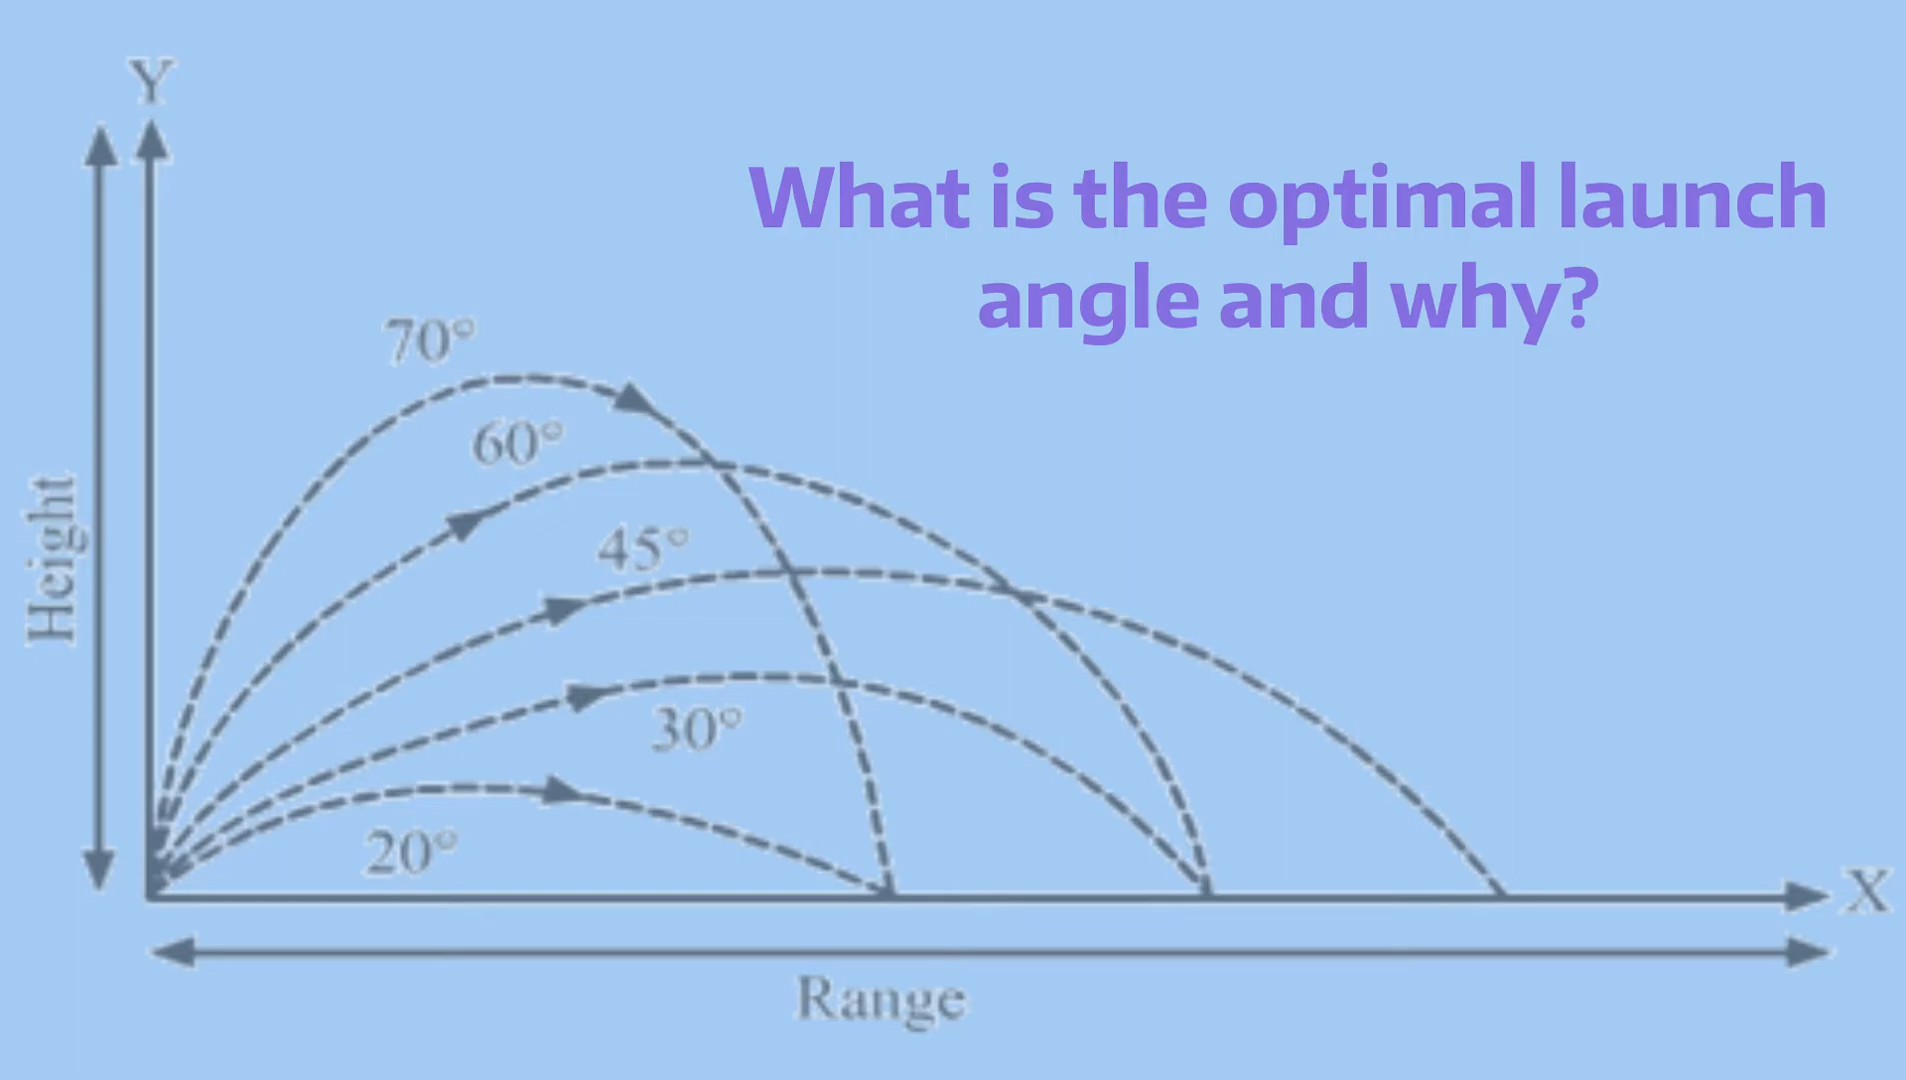 Y
What is the optimal launch
angle and why?
70°
60°
45°
Height
30°
20°
X
Range